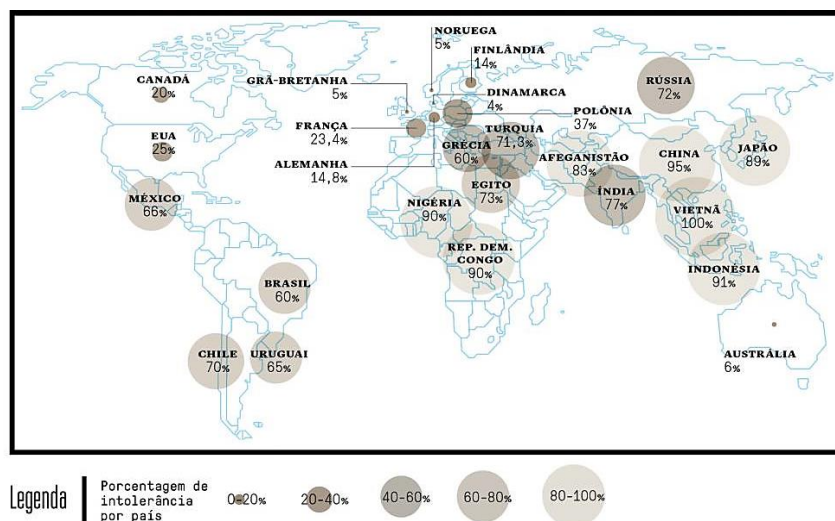 NORUEGA
5%
FINLÂNDIA
14%
CANADÁ
20%
GRÃ-BRETANHA
5%
DINAMARCA
4%
RÚSSIA
72%
POLÔNIA
37%
EUA
25%
FRANÇA
23,4%
GRÉCIA
60%
TURQUIA
71,3%
ALEMANHA
14,8%
AFEGANISTÃO
83%
CHINA
95%
JAPÃO
89%
MÉXICO
66%
EGITO
73%
ÍNDIA
77%
NIGÉRIA
90%
VIETNÃ
100%
REP. DEM.
CONGO
90%
INDONÉSIA
91%
BRASIL
60%
CHILE
70%
URUGUAI
65%
AUSTRÁLIA
6%
Legenda
Porcentagem de
intolerância
por país
0-20%
20-40%
40-60%
60-80%
80-100%